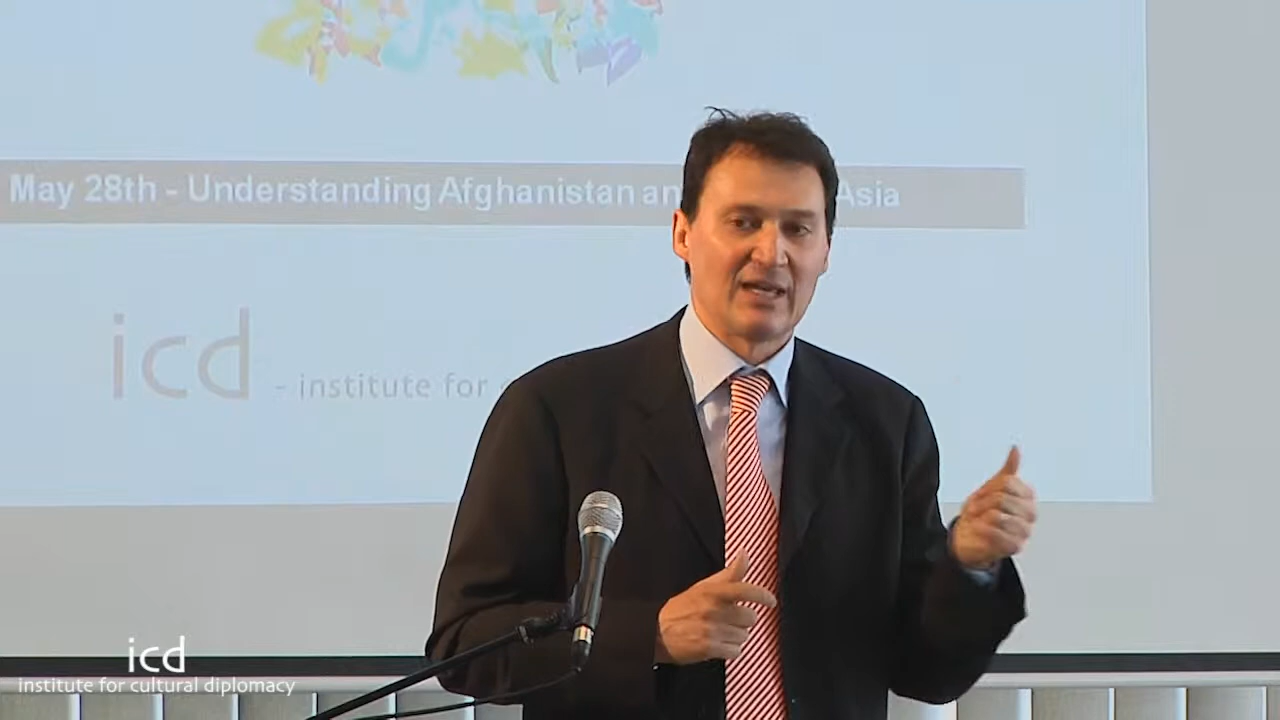 May 28th - Understanding Afghanistan an Asia
icd - institute for
icd
institute for cultural diplomacy